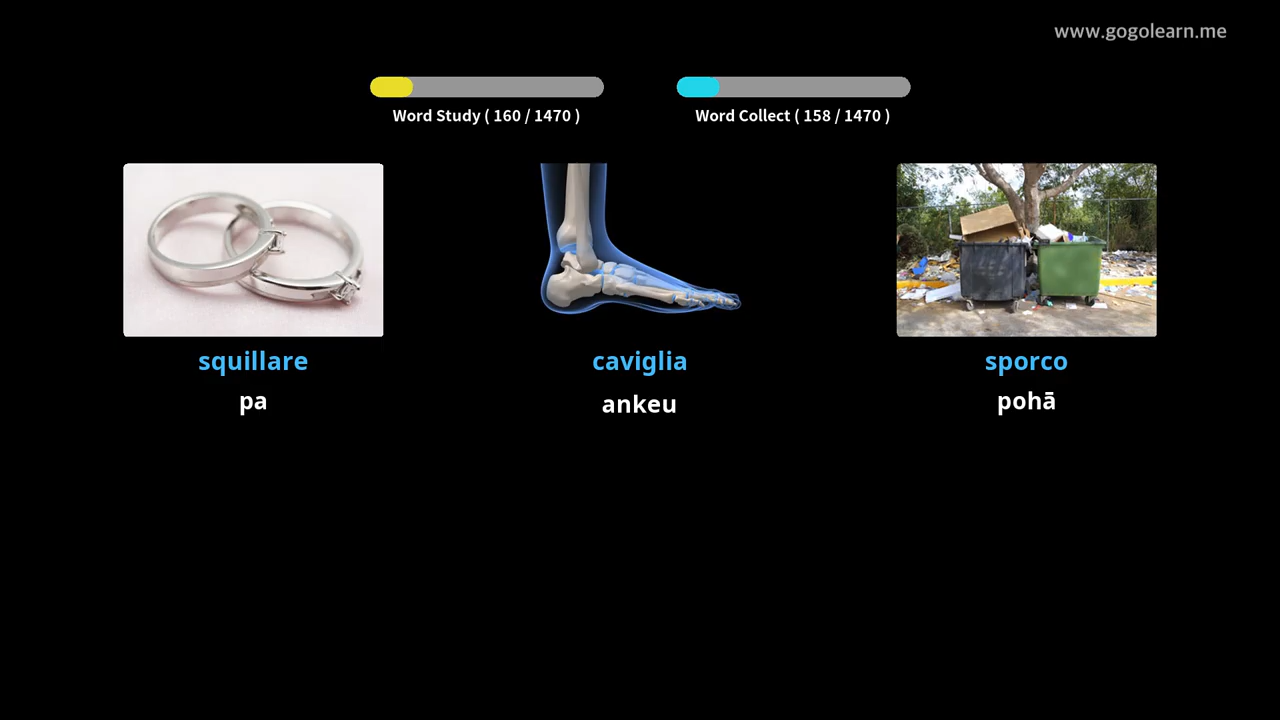 www.gogolearn.me
Word Study ( 160 / 1470 )
Word Collect ( 158 / 1470 )
squillare
caviglia
sporco
pa
ankeu
pohā